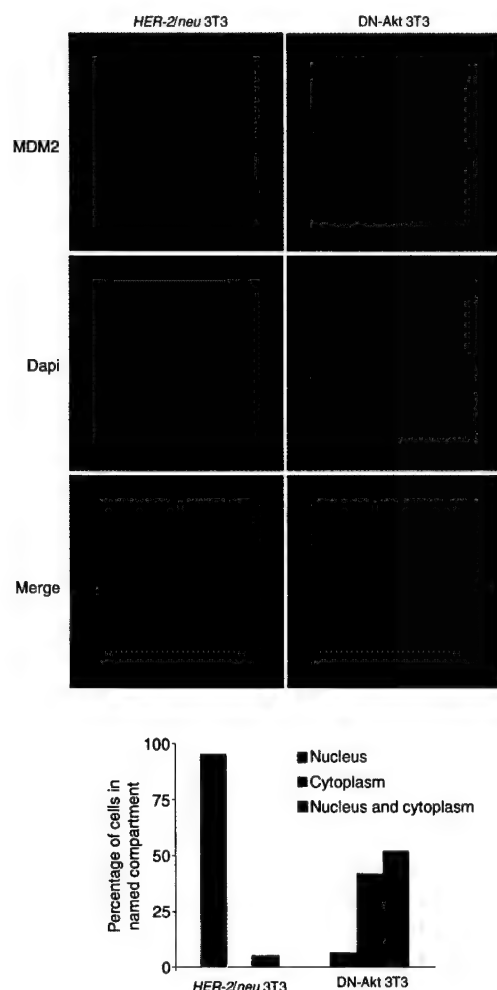 HER-2/neu 3T3 DN-Akt 3T3
MDM2
Dapi
Merge
100
75
50
25
0
Percentage of cells in
named compartment
Nucleus
Cytoplasm
Nucleus and cytoplasm
HER-2/neu 3T3 DN-Akt 3T3